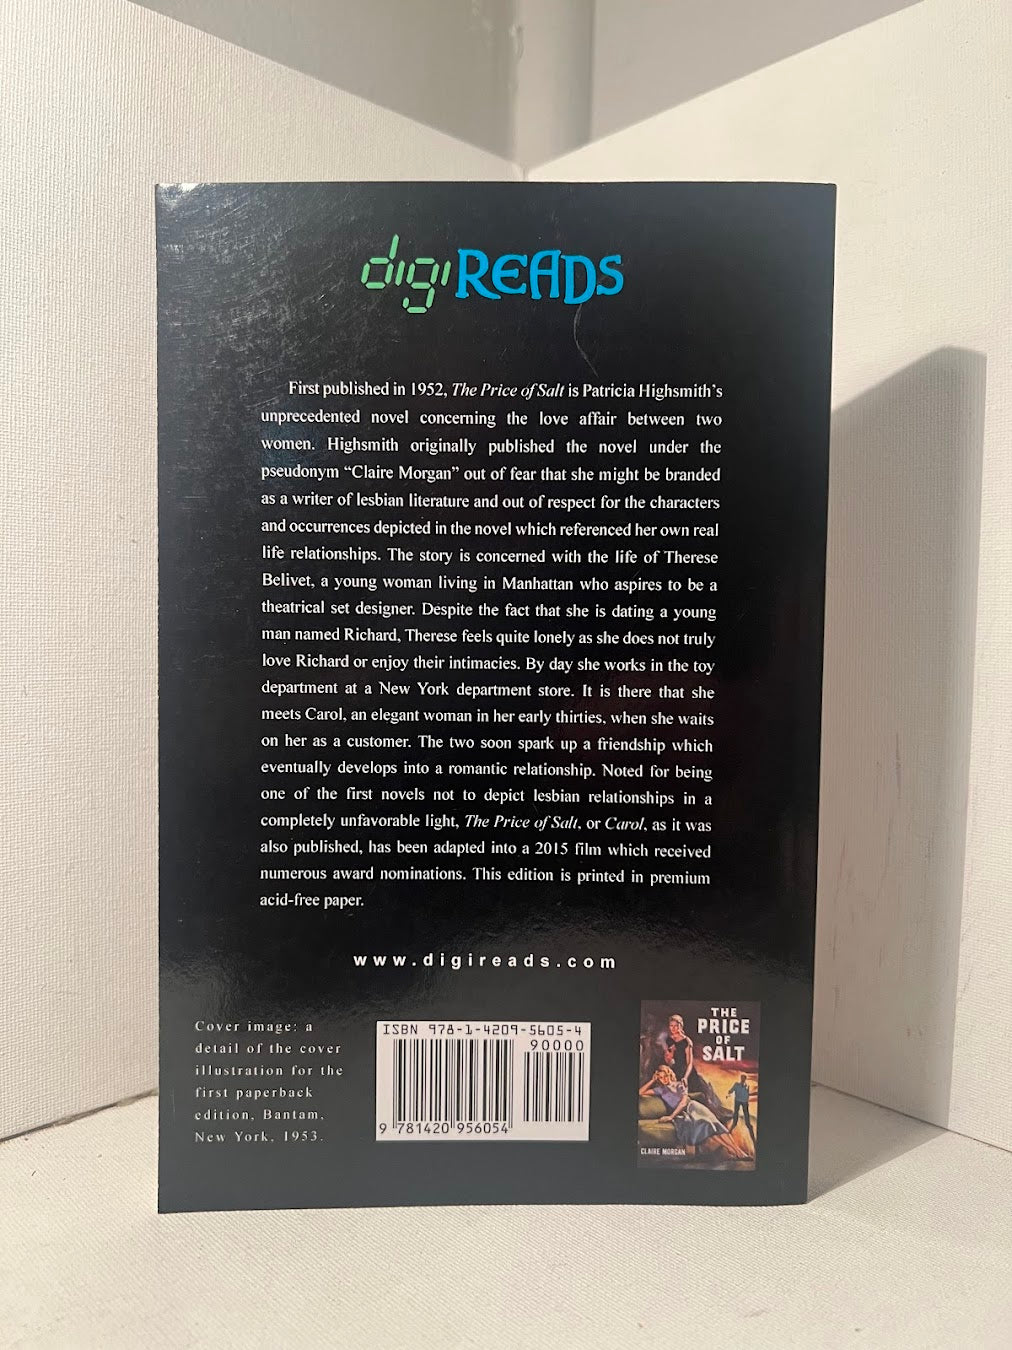 digiREADS
First published in 1952, The Price of Salt is Patricia Highsmith's
unprecedented novel concerning the love affair between two
women. Highsmith originally published the novel under the
pseudonym “Claire Morgan” out of fear that she might be branded
as a writer of lesbian literature and out of respect for the characters
and occurrences depicted in the novel which referenced her own real
life relationships. The story is concerned with the life of Therese
Belivet, a young woman living in Manhattan who aspires to be a
theatrical set designer. Despite the fact that she is dating a young
man named Richard, Therese feels quite lonely as she does not truly
love Richard or enjoy their intimacies. By day she works in the toy
department at a New York department store. It is there that she
meets Carol, an elegant woman in her early thirties, when she waits
on her as a customer. The two soon spark up a friendship which
eventually develops into a romantic relationship. Noted for being
one of the first novels not to depict lesbian relationships in a
completely unfavorable light, The Price of Salt, or Carol, as it was
also published, has been adapted into a 2015 film which received
numerous award nominations. This edition is printed in premium
acid-free paper.
www.digireads.com
Cover image: a
detail of the cover
illustration for the
first paperback
edition, Bantam,
New York, 1953.
ISBN 978-1-4209-5605-4
90000
9 781420 956054
THE
PRICE
OF
SALT
CLAIRE MORGAN